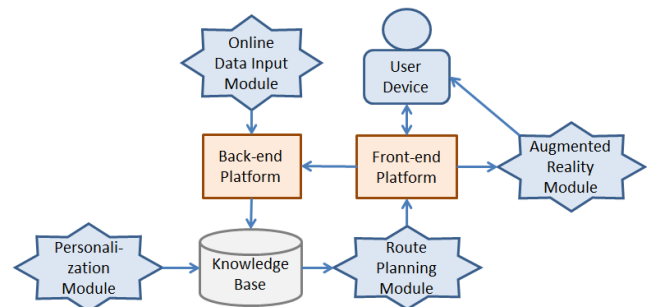 Online
Data Input
Module
User
Device
Back-end
Platform
Front-end
Platform
Augmented
Reality
Module
Personali-
zation
Module
Knowledge
Base
Route
Planning
Module